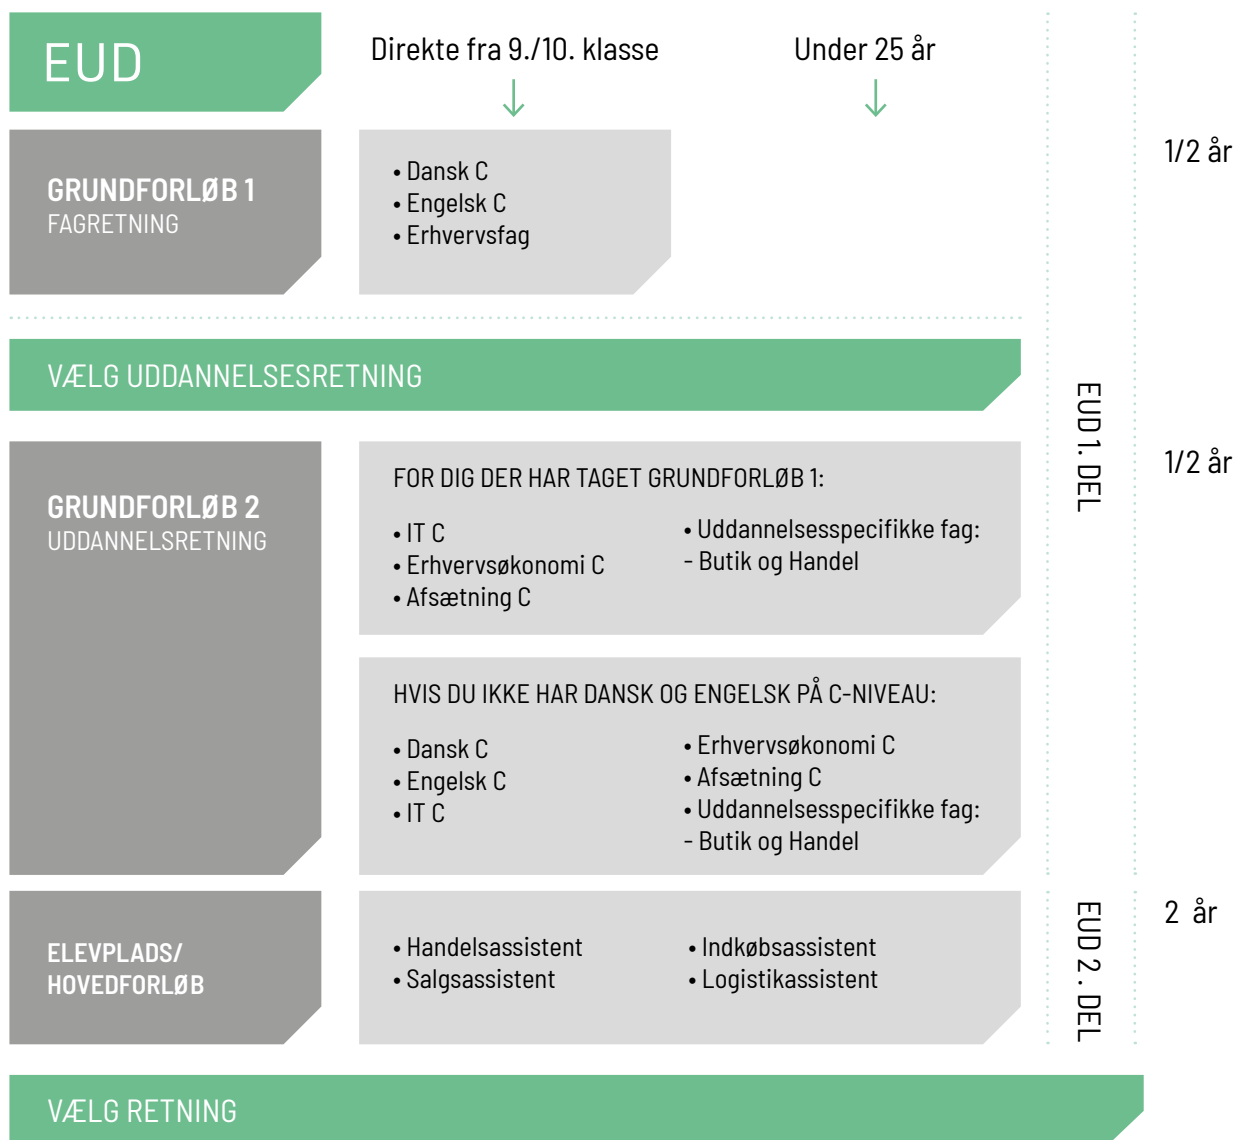 EUD
Direkte fra 9./10. klasse
Under 25 år
GRUNDFORLØB 1
FAGRETNING
• Dansk C
• Engelsk C
• Erhvervsfag
1/2 år
VÆLG UDDANNELSESRETNING
EUD 1. DEL
GRUNDFORLØB 2
UDDANNELSRETNING
FOR DIG DER HAR TAGET GRUNDFORLØB 1:
• IT C
• Erhvervsøkonomi C
• Afsætning C
• Uddannelsesspecifikke fag:
- Butik og Handel
1/2 år
HVIS DU IKKE HAR DANSK OG ENGELSK PÅ C-NIVEAU:
• Dansk C
• Engelsk C
• IT C
• Erhvervsøkonomi C
• Afsætning C
• Uddannelsesspecifikke fag:
- Butik og Handel
ELEVPLADS/
HOVEDFORLØB
• Handelsassistent
• Salgsassistent
• Indkøbsassistent
• Logistikassistent
EUD 2 . DEL
2 år
VÆLG RETNING